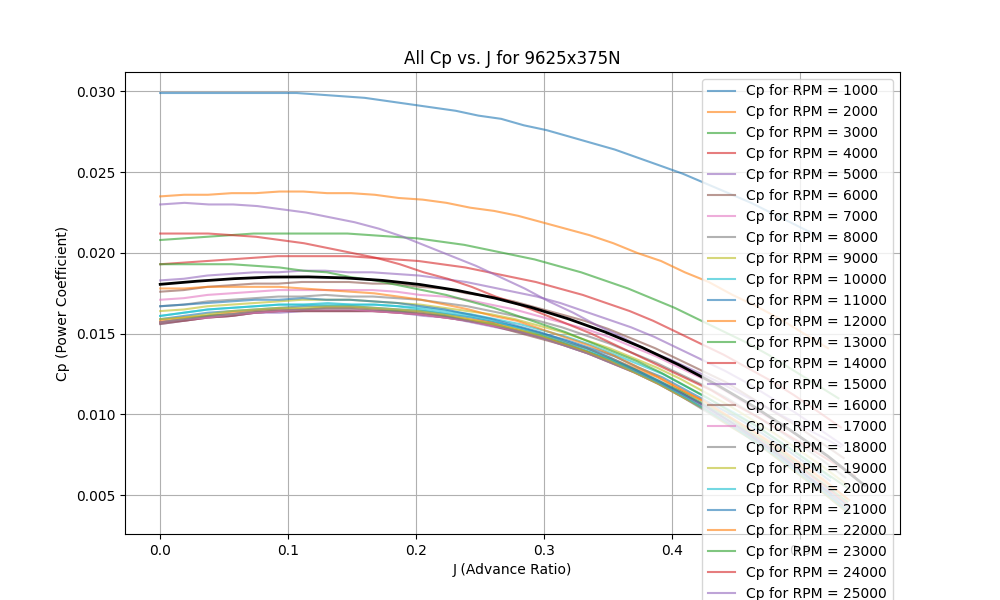 All Cp vs. J for 9625x375N
Cp (Power Coefficient)
0.030
0.025
0.020
0.015
0.010
0.005
0.0
0.1
0.2
0.3
0.4
J (Advance Ratio)
Cp for RPM = 1000
Cp for RPM = 2000
Cp for RPM = 3000
Cp for RPM = 4000
Cp for RPM = 5000
Cp for RPM = 6000
Cp for RPM = 7000
Cp for RPM = 8000
Cp for RPM = 9000
Cp for RPM = 10000
Cp for RPM = 11000
Cp for RPM = 12000
Cp for RPM = 13000
Cp for RPM = 14000
Cp for RPM = 15000
Cp for RPM = 16000
Cp for RPM = 17000
Cp for RPM = 18000
Cp for RPM = 19000
Cp for RPM = 20000
Cp for RPM = 21000
Cp for RPM = 22000
Cp for RPM = 23000
Cp for RPM = 24000
Cp for RPM = 25000